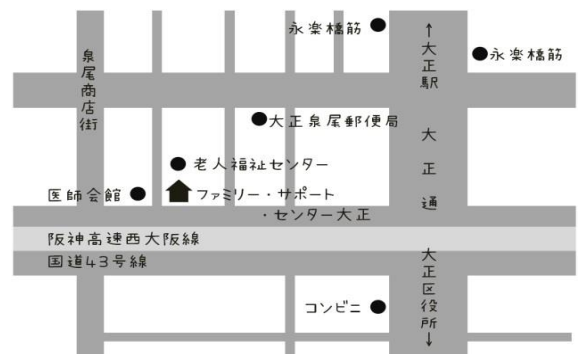 永楽橋筋
↑大正駅
永楽橋筋
泉尾商店街
大正泉尾郵便局
大正通
老人福祉センター
医師会館
ファミリー・サポート
・センター大正
阪神高速西大阪線
国道43号線
大正区役所↓
コンビニ